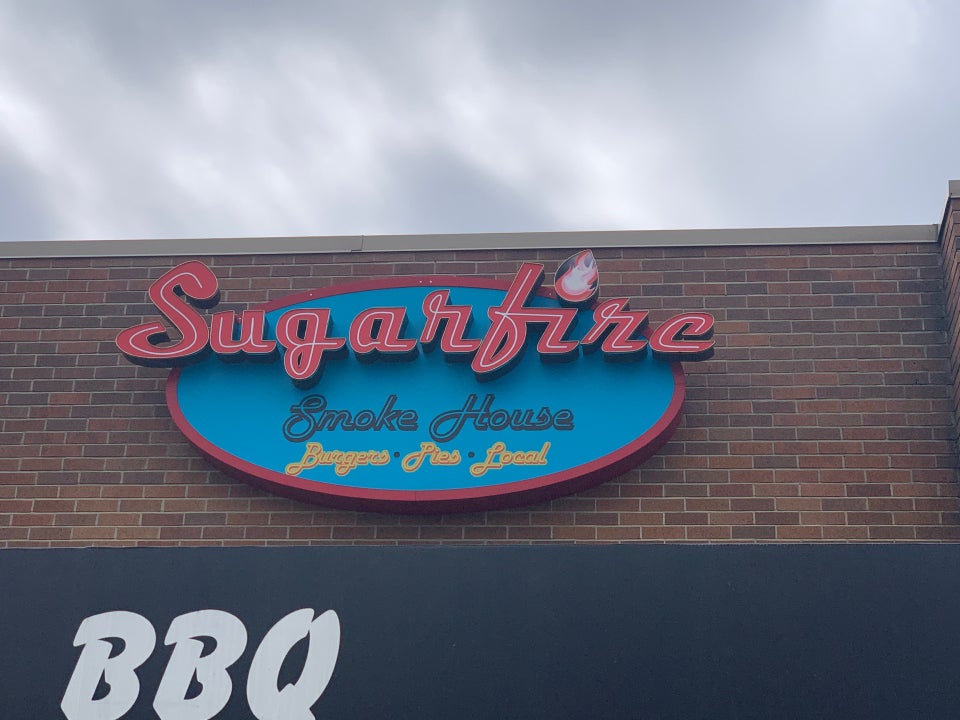 Sugarfire
Smoke House
Burgers • Pies • Local
BBQ